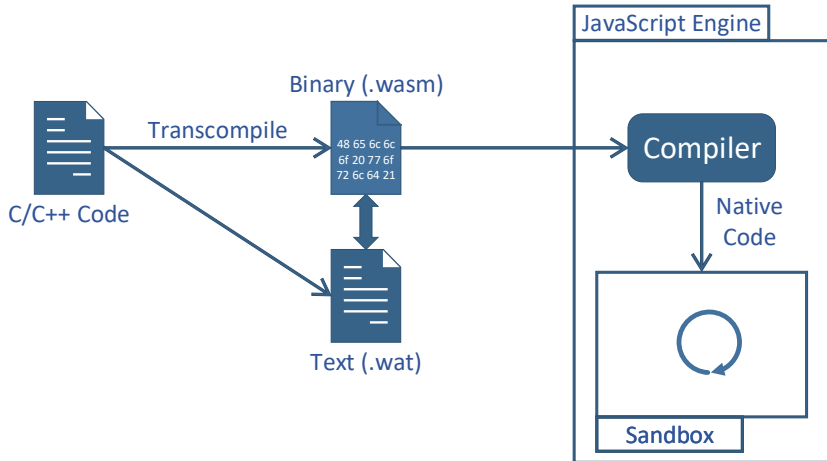 JavaScript Engine
Binary (.wasm)
Transcompile
48 65 6c 6c
6f 20 77 6f
72 6c 64 21
Compiler
C/C++ Code
Native
Code
Text (.wat)
Sandbox